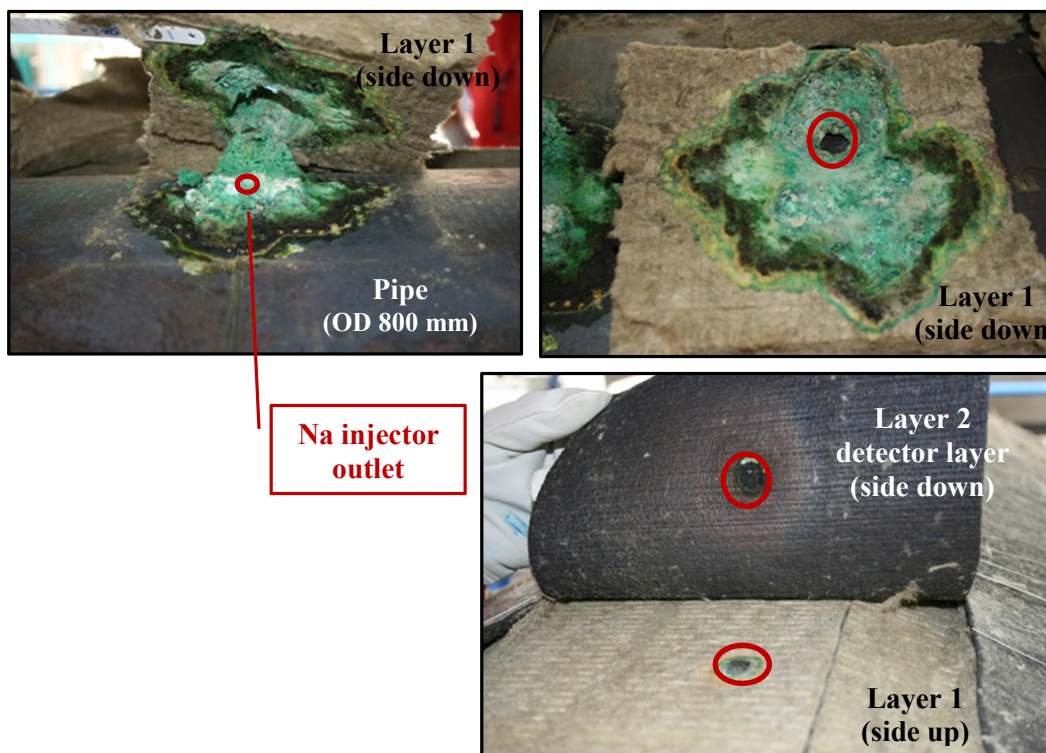 Layer 1
(side down)
Pipe
(OD 800 mm)
Layer 1
(side down
Na injector
outlet
Layer 2
detector layer
(side down)
Layer 1
(side up)